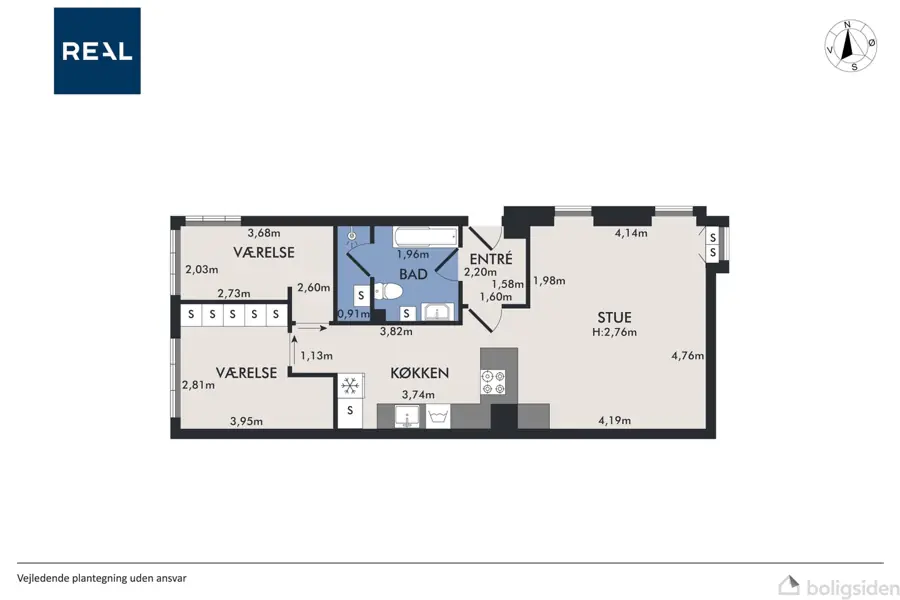 REAL
N
V
Ø
S
3,68m
VÆRELSE
2,03m
2,73m
2,60m
S
0,91m
1,96m
BAD
S
ENTRÉ
2,20m
1,58m
1,60m
1,98m
4,14m
S
S
STUE
H:2,76m
4,76m
4,19m
S S S S S
VÆRELSE
2,81m
3,95m
1,13m
3,82m
KØKKEN
3,74m
S
Vejledende plantegning uden ansvar
boligsiden